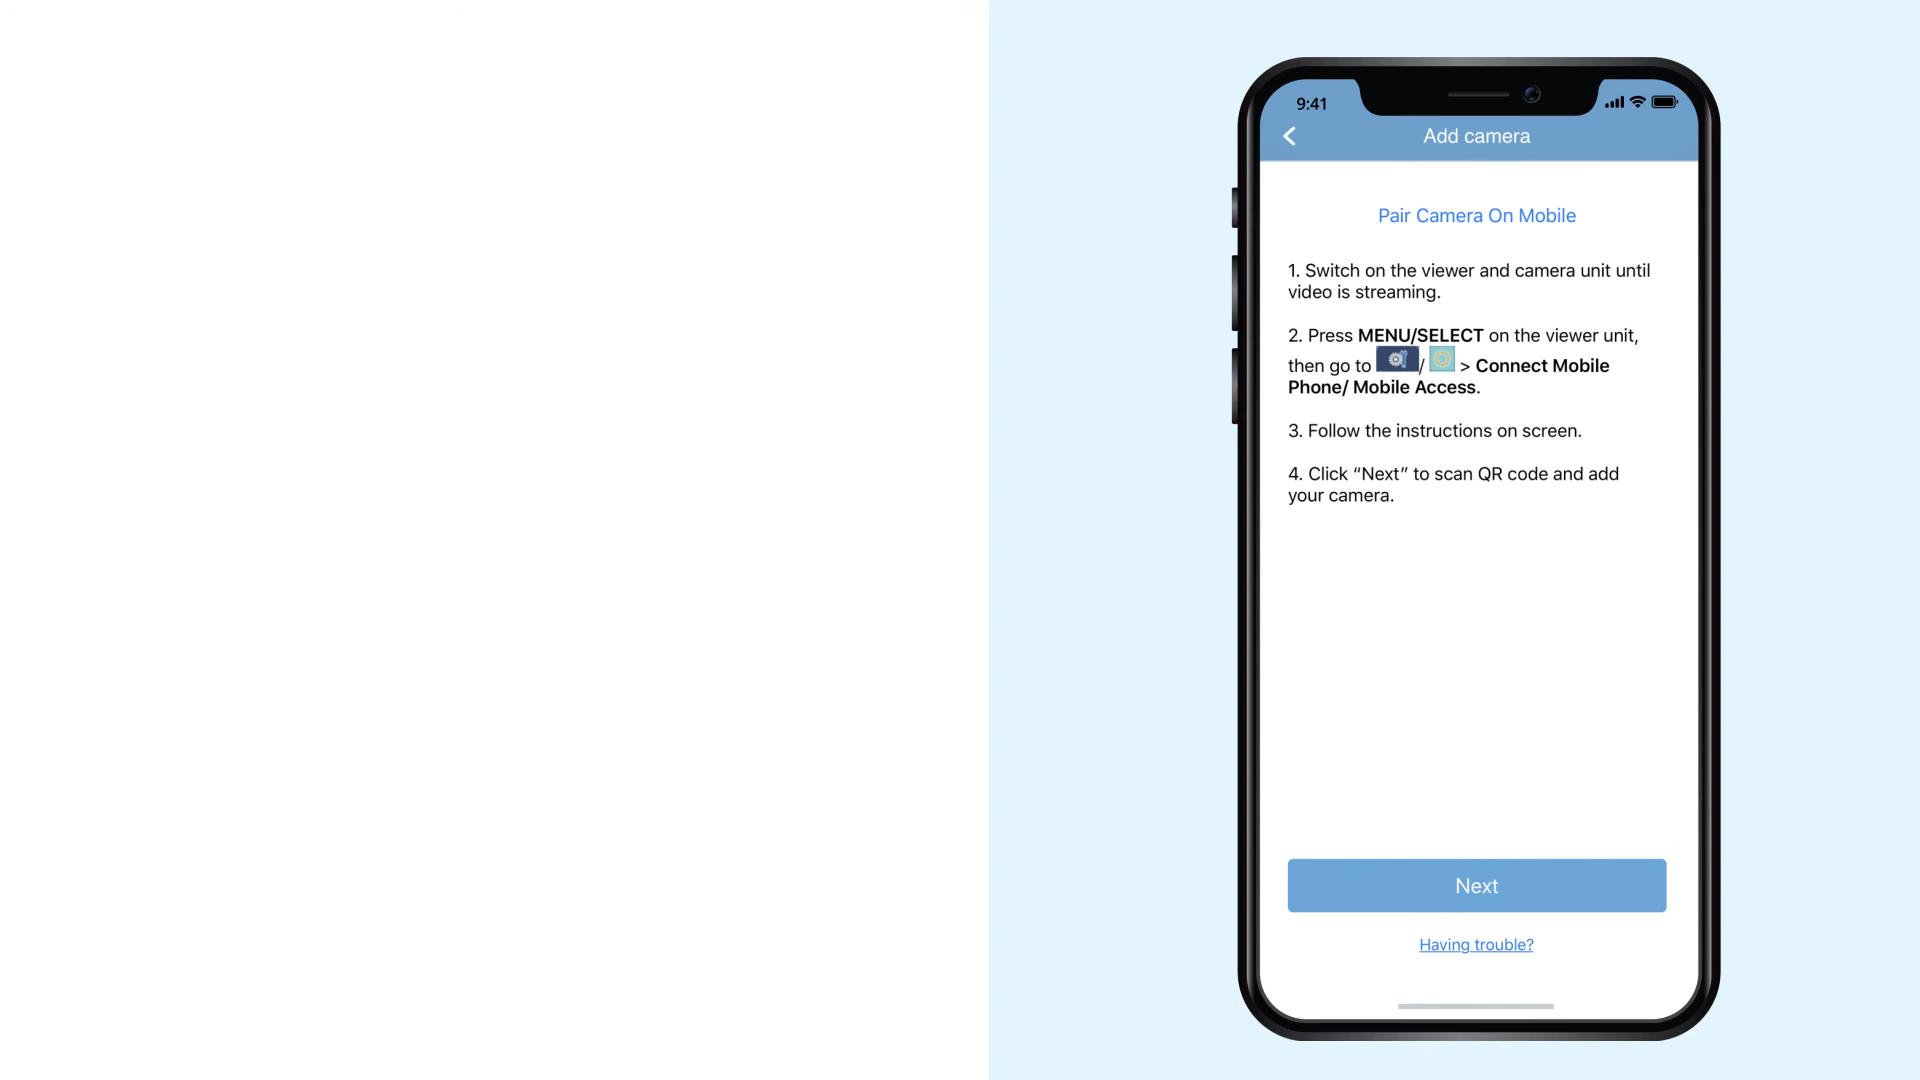 9:41
Add camera
Pair Camera On Mobile
1. Switch on the viewer and camera unit until
video is streaming.
2. Press MENU/SELECT on the viewer unit,
then go to / > Connect Mobile
Phone/ Mobile Access.
3. Follow the instructions on screen.
4. Click “Next” to scan QR code and add
your camera.
Next
Having trouble?